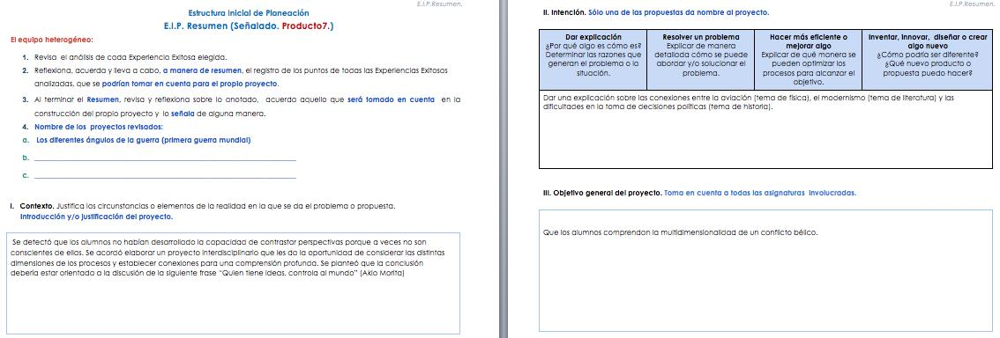 E.I.P.Resumen.
Estructura Inicial de Planeación
E.I.P. Resumen (Señalado. Producto7.)
El equipo heterogéneo:
1. Revisa el análisis de cada Experiencia Exitosa elegida.
2. Reflexiona, acuerda y lleva a cabo, a manera de resumen, el registro de los puntos de todas las Experiencias Exitosas
analizadas, que se podrían tomar en cuenta para el propio proyecto.
3. Al terminar el Resumen, revisa y reflexiona sobre lo anotado, acuerda aquello que será tomado en cuenta en la
construcción del propio proyecto y lo señala de alguna manera.
4. Nombre de los proyectos revisados:
a. Los diferentes ángulos de la guerra (primera guerra mundial)
b.
c.
I. Contexto. Justifica las circunstancias o elementos de la realidad en la que se da el problema o propuesta.
Introducción y/o justificación del proyecto.
Se detectó que los alumnos no habían desarrollado la capacidad de contrastar perspectivas porque a veces no son
conscientes de ellas. Se acordó elaborar un proyecto interdisciplinario que les da la oportunidad de considerar las distintas
dimensiones de los procesos y establecer conexiones para una comprensión profunda. Se planteó que la conclusión
debería estar orientado a la discusión de la siguiente frase "Quien tiene ideas, controla al mundo" (Akio Morita)
E.I.P.Resumen.
II. Intención. Sólo una de las propuestas da nombre al proyecto.
Dar explicación
¿Por qué algo es cómo es?
Determinar las razones que
generan el problema o la
situación.
Resolver un problema
Explicar de manera
detallada cómo se puede
abordar y/o solucionar el
problema.
Hacer más eficiente o
mejorar algo
Explicar de qué manera se
pueden optimizar los
procesos para alcanzar el
objetivo.
Inventar, innovar, diseñar o crear
algo nuevo
¿Cómo podría ser diferente?
¿Qué nuevo producto o
propuesta puedo hacer?
Dar una explicación sobre las conexiones entre la aviación (tema de física), el modernismo (tema de literatura) y las
dificultades en la toma de decisiones políticas (tema de historia).
III. Objetivo general del proyecto. Toma en cuenta a todas las asignaturas involucradas.
Que los alumnos comprendan la multidimensionalidad de un conflicto bélico.